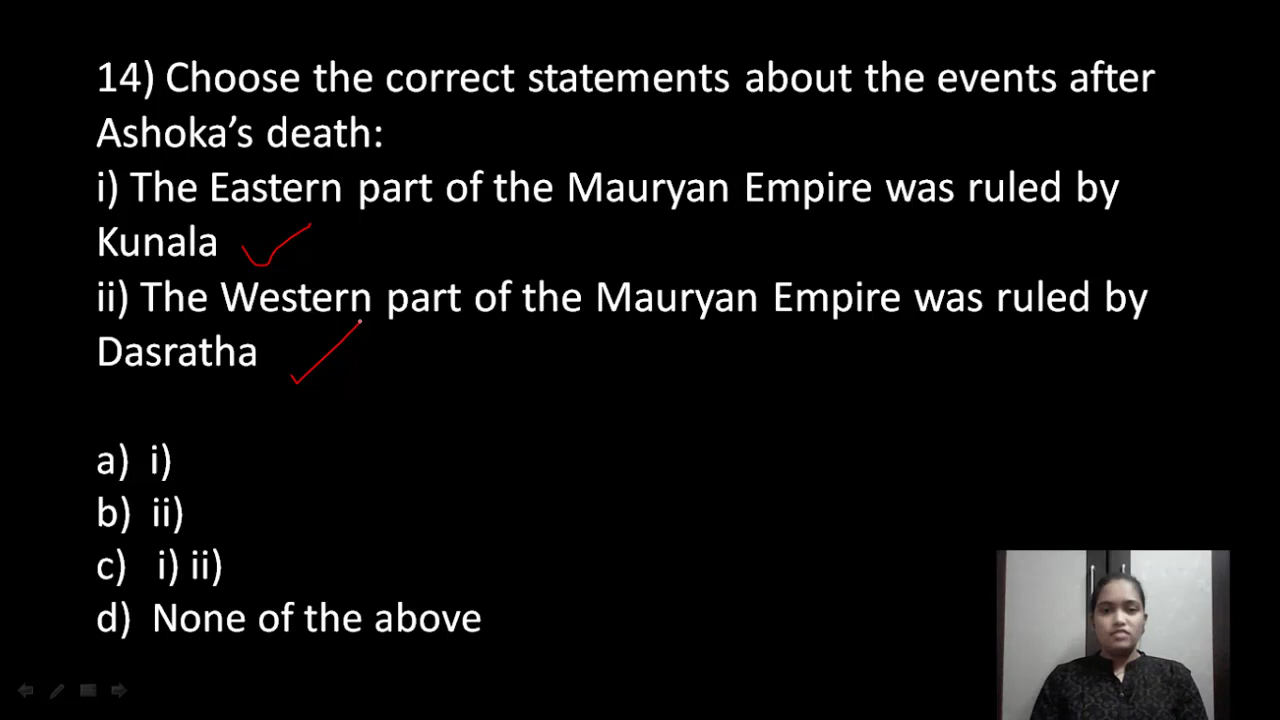 14) Choose the correct statements about the events after
Ashoka’s death:
i) The Eastern part of the Mauryan Empire was ruled by
Kunala
ii) The Western part of the Mauryan Empire was ruled by
Dasratha
a) i)
b) ii)
c) i) ii)
d) None of the above